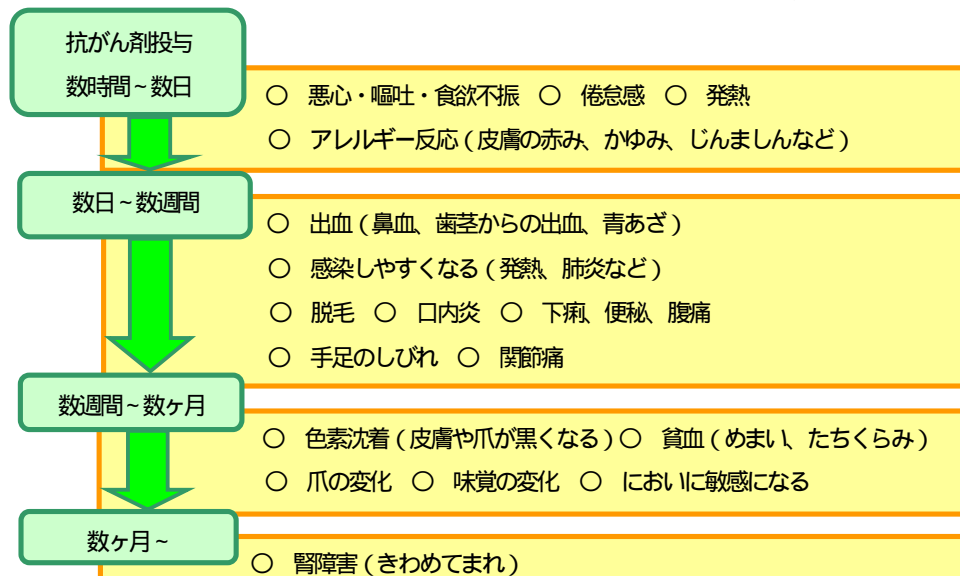 抗がん剤投与
数時間~数日
○ 悪心・嘔吐・食欲不振 ○ 倦怠感 ○ 発熱
○ アレルギー反応(皮膚の赤み、かゆみ、じんましんなど)
数日~数週間
○ 出血(鼻血、歯茎からの出血、青あざ)
○ 感染しやすくなる(発熱、肺炎など)
○ 脱毛 ○ 口内炎 ○ 下痢、便秘、腹痛
○ 手足のしびれ ○ 関節痛
数週間~数ヶ月
○ 色素沈着(皮膚や爪が黒くなる)○ 貧血(めまい、たちくらみ)
○ 爪の変化 ○ 味覚の変化 ○ においに敏感になる
数ヶ月~
○ 腎障害(きわめてまれ)